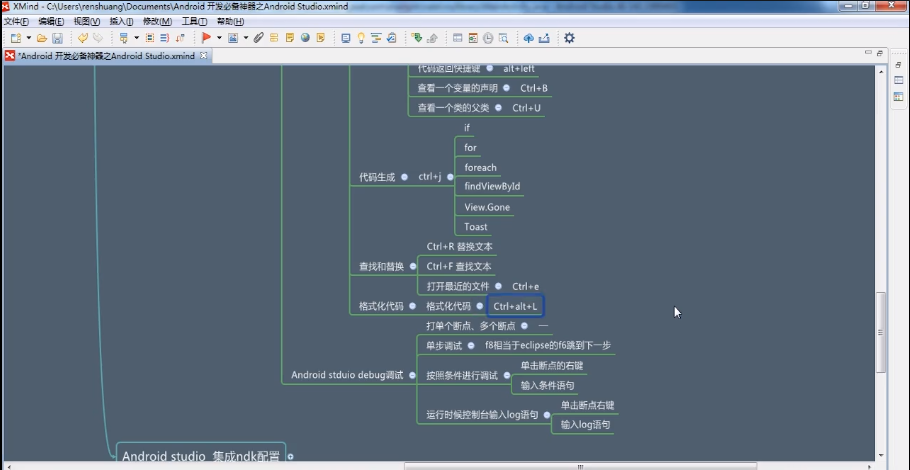 XMind - C:\Users\renshuang\Documents\Android 开发必备神器之Android Studio.xmind
文件(F) 编辑(E) 视图(V) 插入(I) 修改(M) 工具(T) 帮助(H)
*Android 开发必备神器之Android Studio.xmind
代码返回快捷键 alt+left
查看一个变量的声明 Ctrl+B
查看一个类的父类 Ctrl+U
if
for
foreach
代码生成 ctrl+j
findViewById
View.Gone
Toast
Ctrl+R 替换文本
查找和替换 Ctrl+F 查找文本
打开最近的文件 Ctrl+e
格式化代码 格式化代码 Ctrl+alt+L
打单个断点、多个断点
单步调试 f8相当于eclipse的f6跳到下一步
单击断点的右键
Android stduio debug调试 按照条件进行调试
输入条件语句
单击断点右键
运行时候控制台输入log语句
输入log语句
Android studio 集成ndk配置